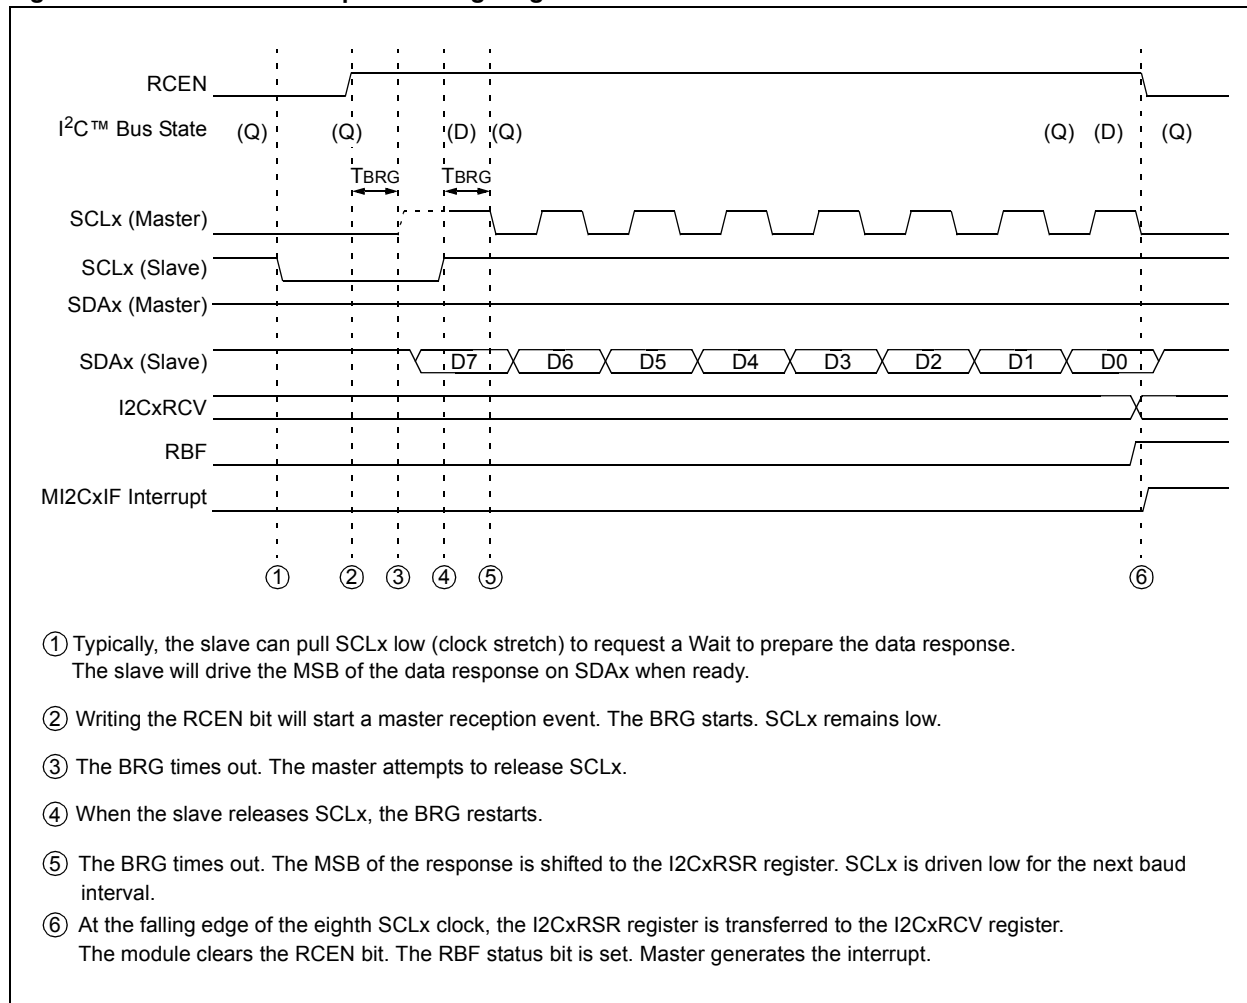 RCEN
I2C™ Bus State (Q) (Q) (D) (Q) (Q) (D) (Q)
TBRG TBRG
SCLx (Master)
SCLx (Slave)
SDAx (Master)
SDAx (Slave) D7 D6 D5 D4 D3 D2 D1 D0
I2CxRCV
RBF
MI2CxIF Interrupt
1 2 3 4 5 6
1 Typically, the slave can pull SCLx low (clock stretch) to request a Wait to prepare the data response.
The slave will drive the MSB of the data response on SDAx when ready.
2 Writing the RCEN bit will start a master reception event. The BRG starts. SCLx remains low.
3 The BRG times out. The master attempts to release SCLx.
4 When the slave releases SCLx, the BRG restarts.
5 The BRG times out. The MSB of the response is shifted to the I2CxRSR register. SCLx is driven low for the next baud
interval.
6 At the falling edge of the eighth SCLx clock, the I2CxRSR register is transferred to the I2CxRCV register.
The module clears the RCEN bit. The RBF status bit is set. Master generates the interrupt.